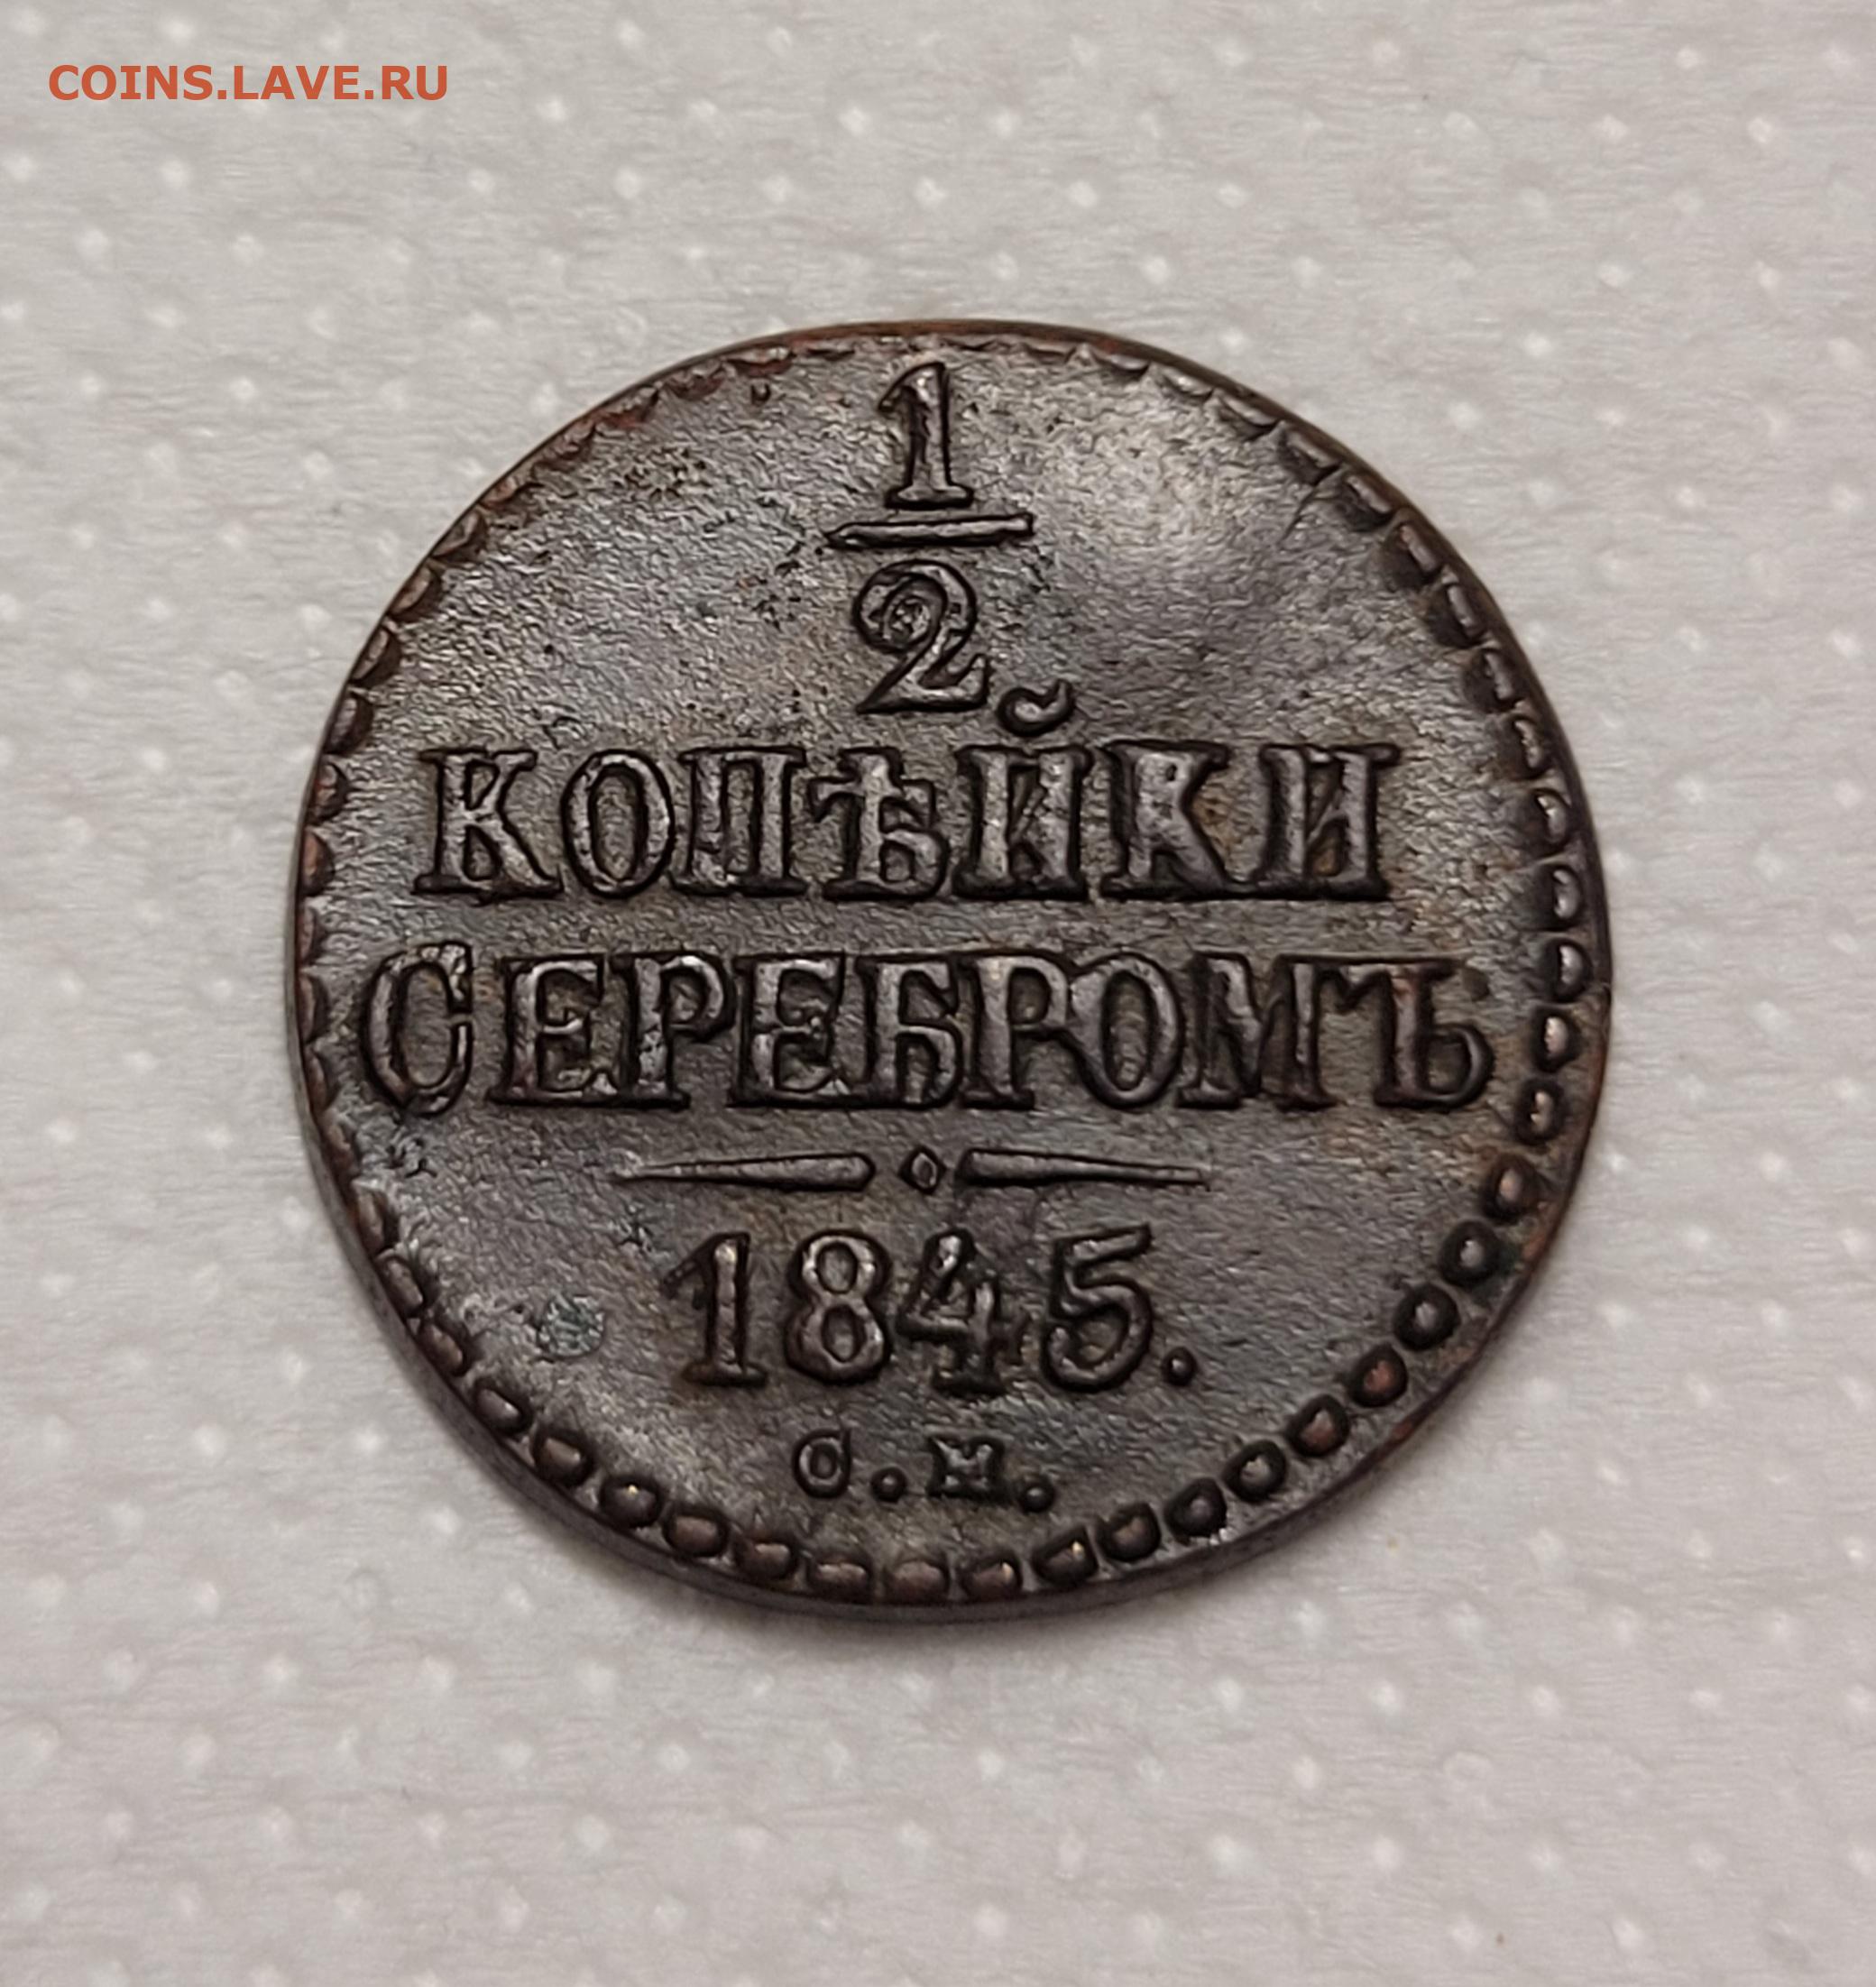 COINS.LAVE.RU
1
2
КОПѢЙКИ
СЕРЕБРОМЪ
1845.
С.М.